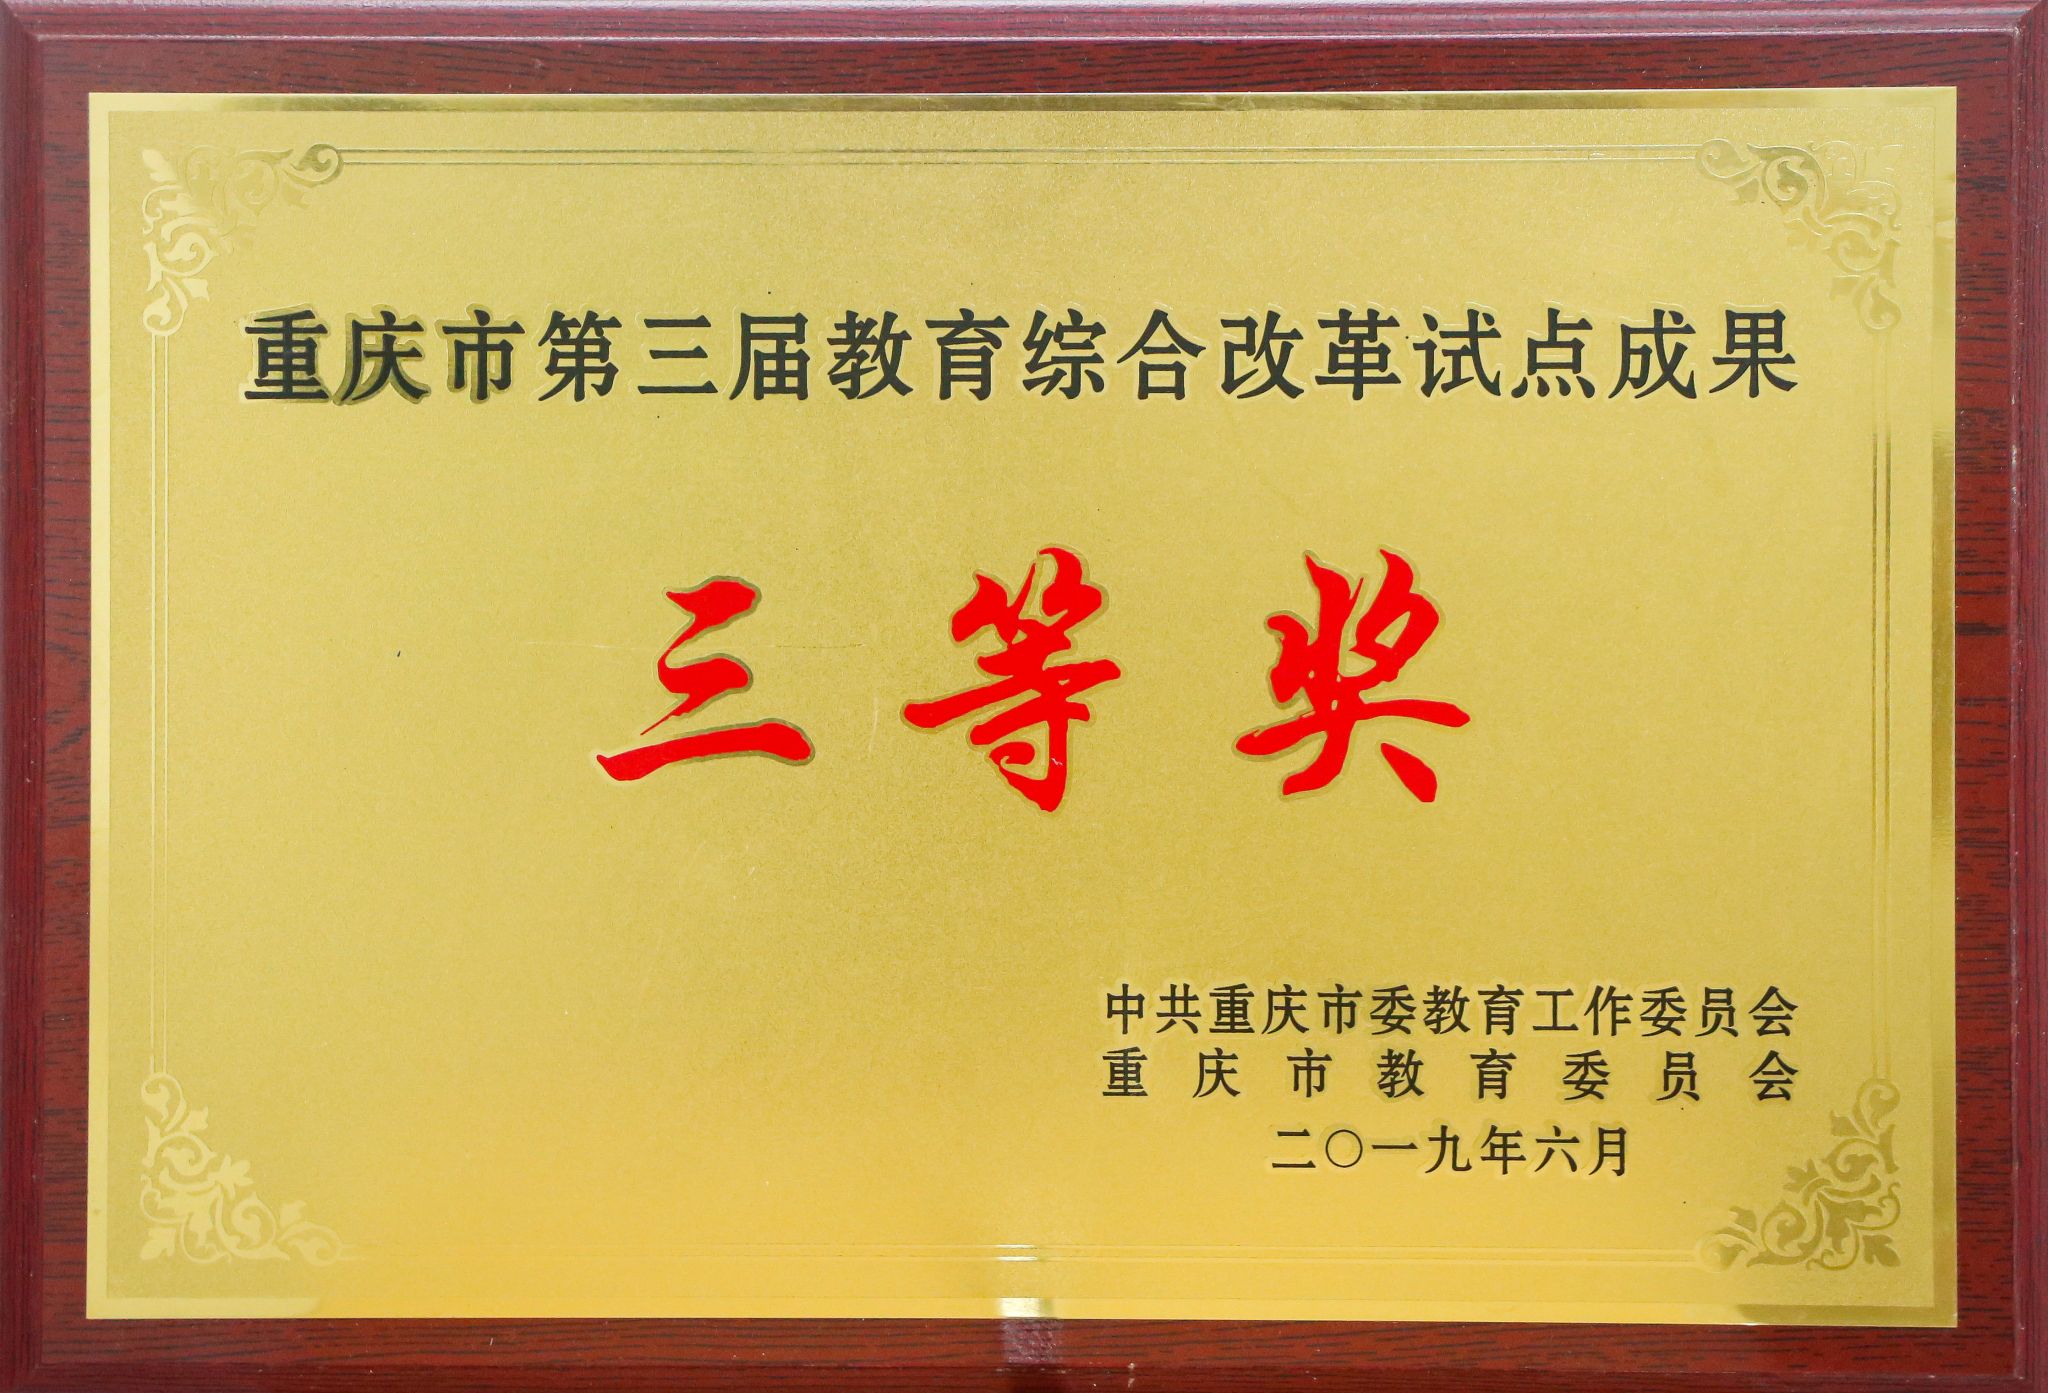 重庆市第三届教育综合改革试点成果
三等奖
中共重庆市委教育工作委员会
重庆市教育委员会
二〇一九年六月